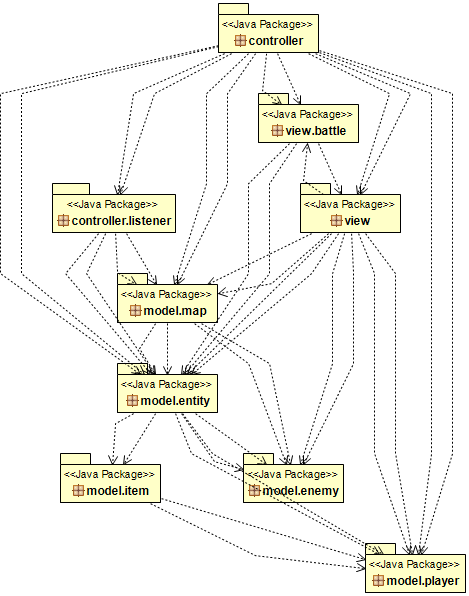 <<Java Package>>
controller
<<Java Package>>
view.battle
<<Java Package>>
controller.listener
<<Java Package>>
view
<<Java Package>>
model.map
<<Java Package>>
model.entity
<<Java Package>>
model.item
<<Java Package>>
model.enemy
<<Java Package>>
model.player